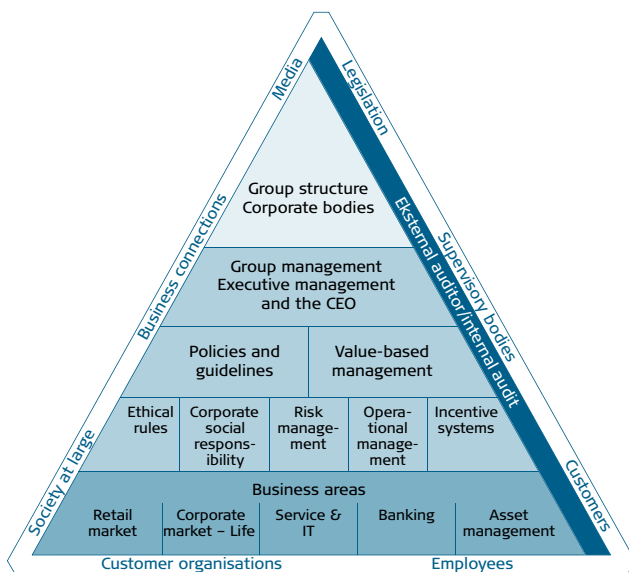 Media
Legislation
Group structure
Corporate bodies
Business connections
Eksternal auditor/internal audit
Supervisory bodies
Group management
Executive management
and the CEO
Policies and
guidelines
Value-based
management
Ethical
rules
Corporate
social
respons-
ibility
Risk
manage-
ment
Opera-
tional
manage-
ment
Incentive
systems
Society at large
Customers
Business areas
Retail
market
Corporate
market – Life
Service &
IT
Banking
Asset
management
Customer organisations
Employees